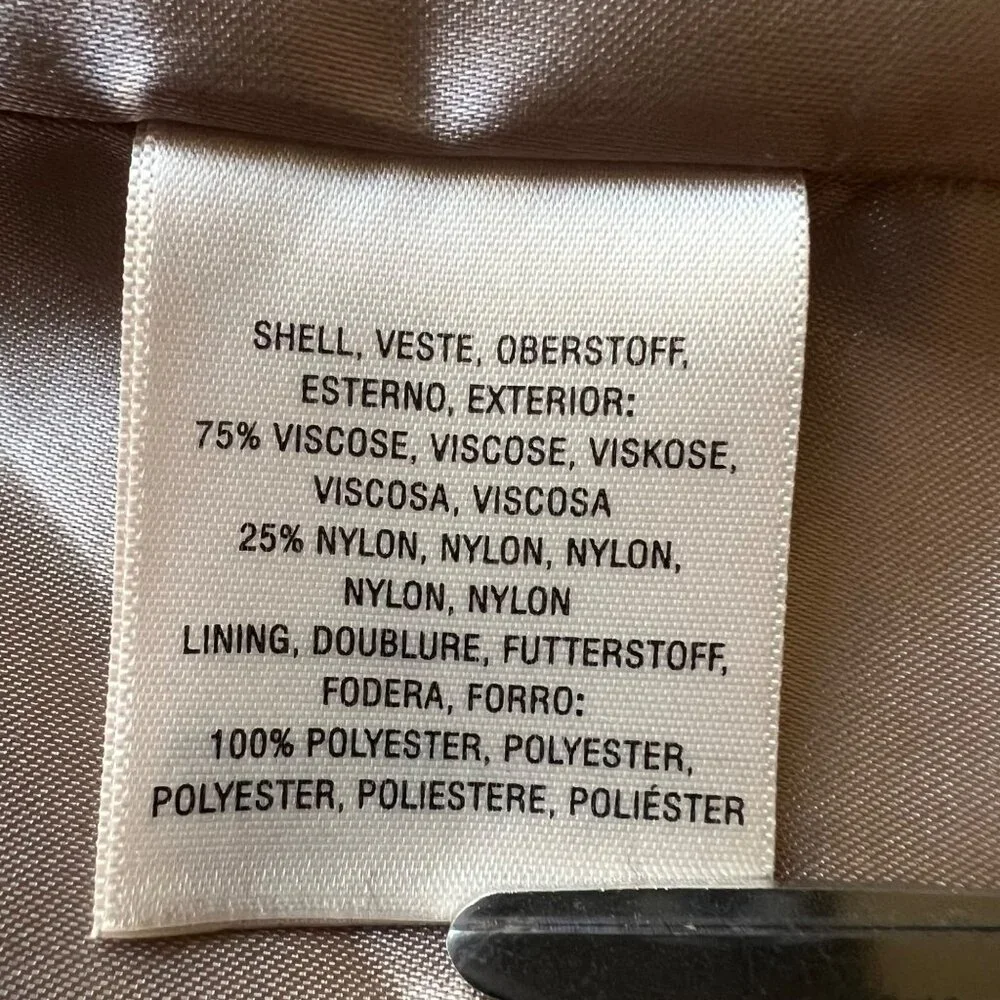 SHELL, VESTE, OBERSTOFF,
ESTERNO, EXTERIOR:
75% VISCOSE, VISCOSE, VISKOSE,
VISCOSA, VISCOSA
25% NYLON, NYLON, NYLON,
NYLON, NYLON
LINING, DOUBLURE, FUTTERSTOFF,
FODERA, FORRO:
100% POLYESTER, POLYESTER,
POLYESTER, POLIESTERE, POLIÉSTER